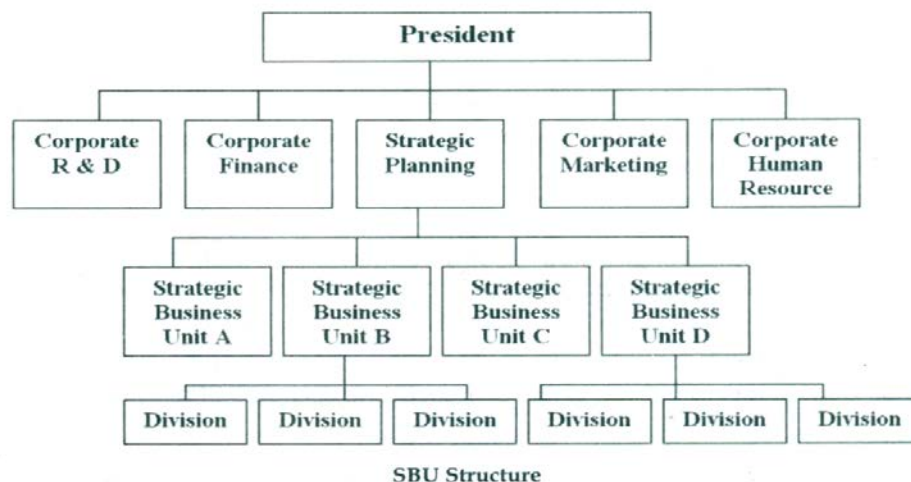 President
Corporate
R & D
Corporate
Finance
Strategic
Planning
Corporate
Marketing
Corporate
Human
Resource
Strategic
Business
Unit A
Strategic
Business
Unit B
Strategic
Business
Unit C
Strategic
Business
Unit D
Division
Division
Division
Division
Division
Division
SBU Structure